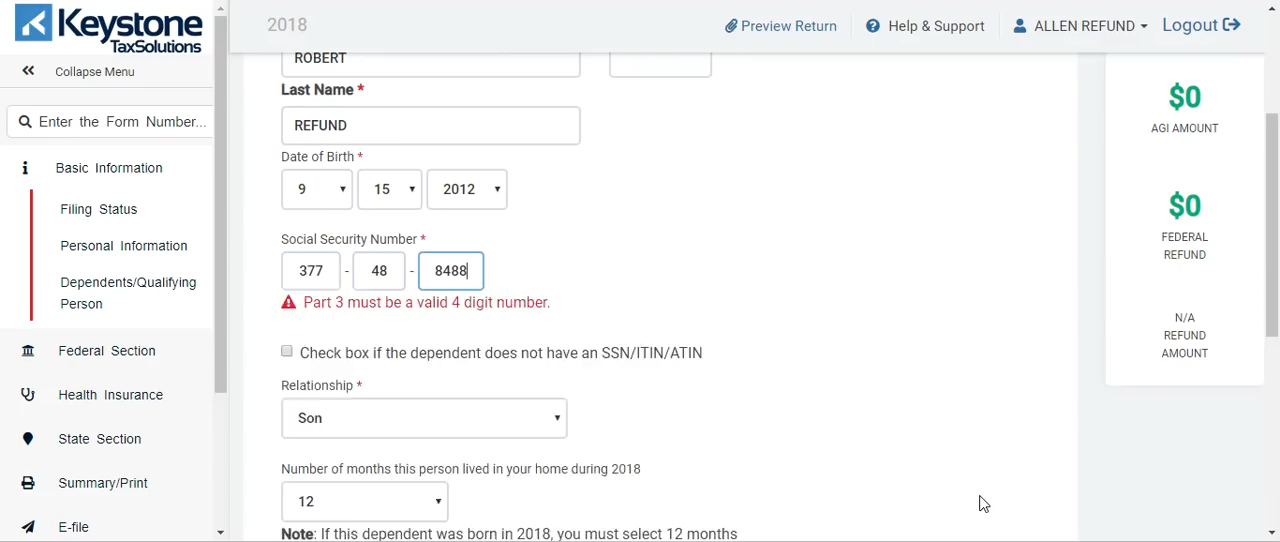 Keystone
TaxSolutions
Collapse Menu
Enter the Form Number...
Basic Information
Filing Status
Personal Information
Dependents/Qualifying
Person
Federal Section
Health Insurance
State Section
Summary/Print
E-file
2018
Preview Return
Help & Support
ALLEN REFUND
Logout
ROBERT
Last Name *
REFUND
Date of Birth *
9 15 2012
Social Security Number *
377 - 48 - 8488
Part 3 must be a valid 4 digit number.
Check box if the dependent does not have an SSN/ITIN/ATIN
Relationship *
Son
Number of months this person lived in your home during 2018
12
Note: If this dependent was born in 2018, you must select 12 months
$0
AGI AMOUNT
$0
FEDERAL
REFUND
N/A
REFUND
AMOUNT